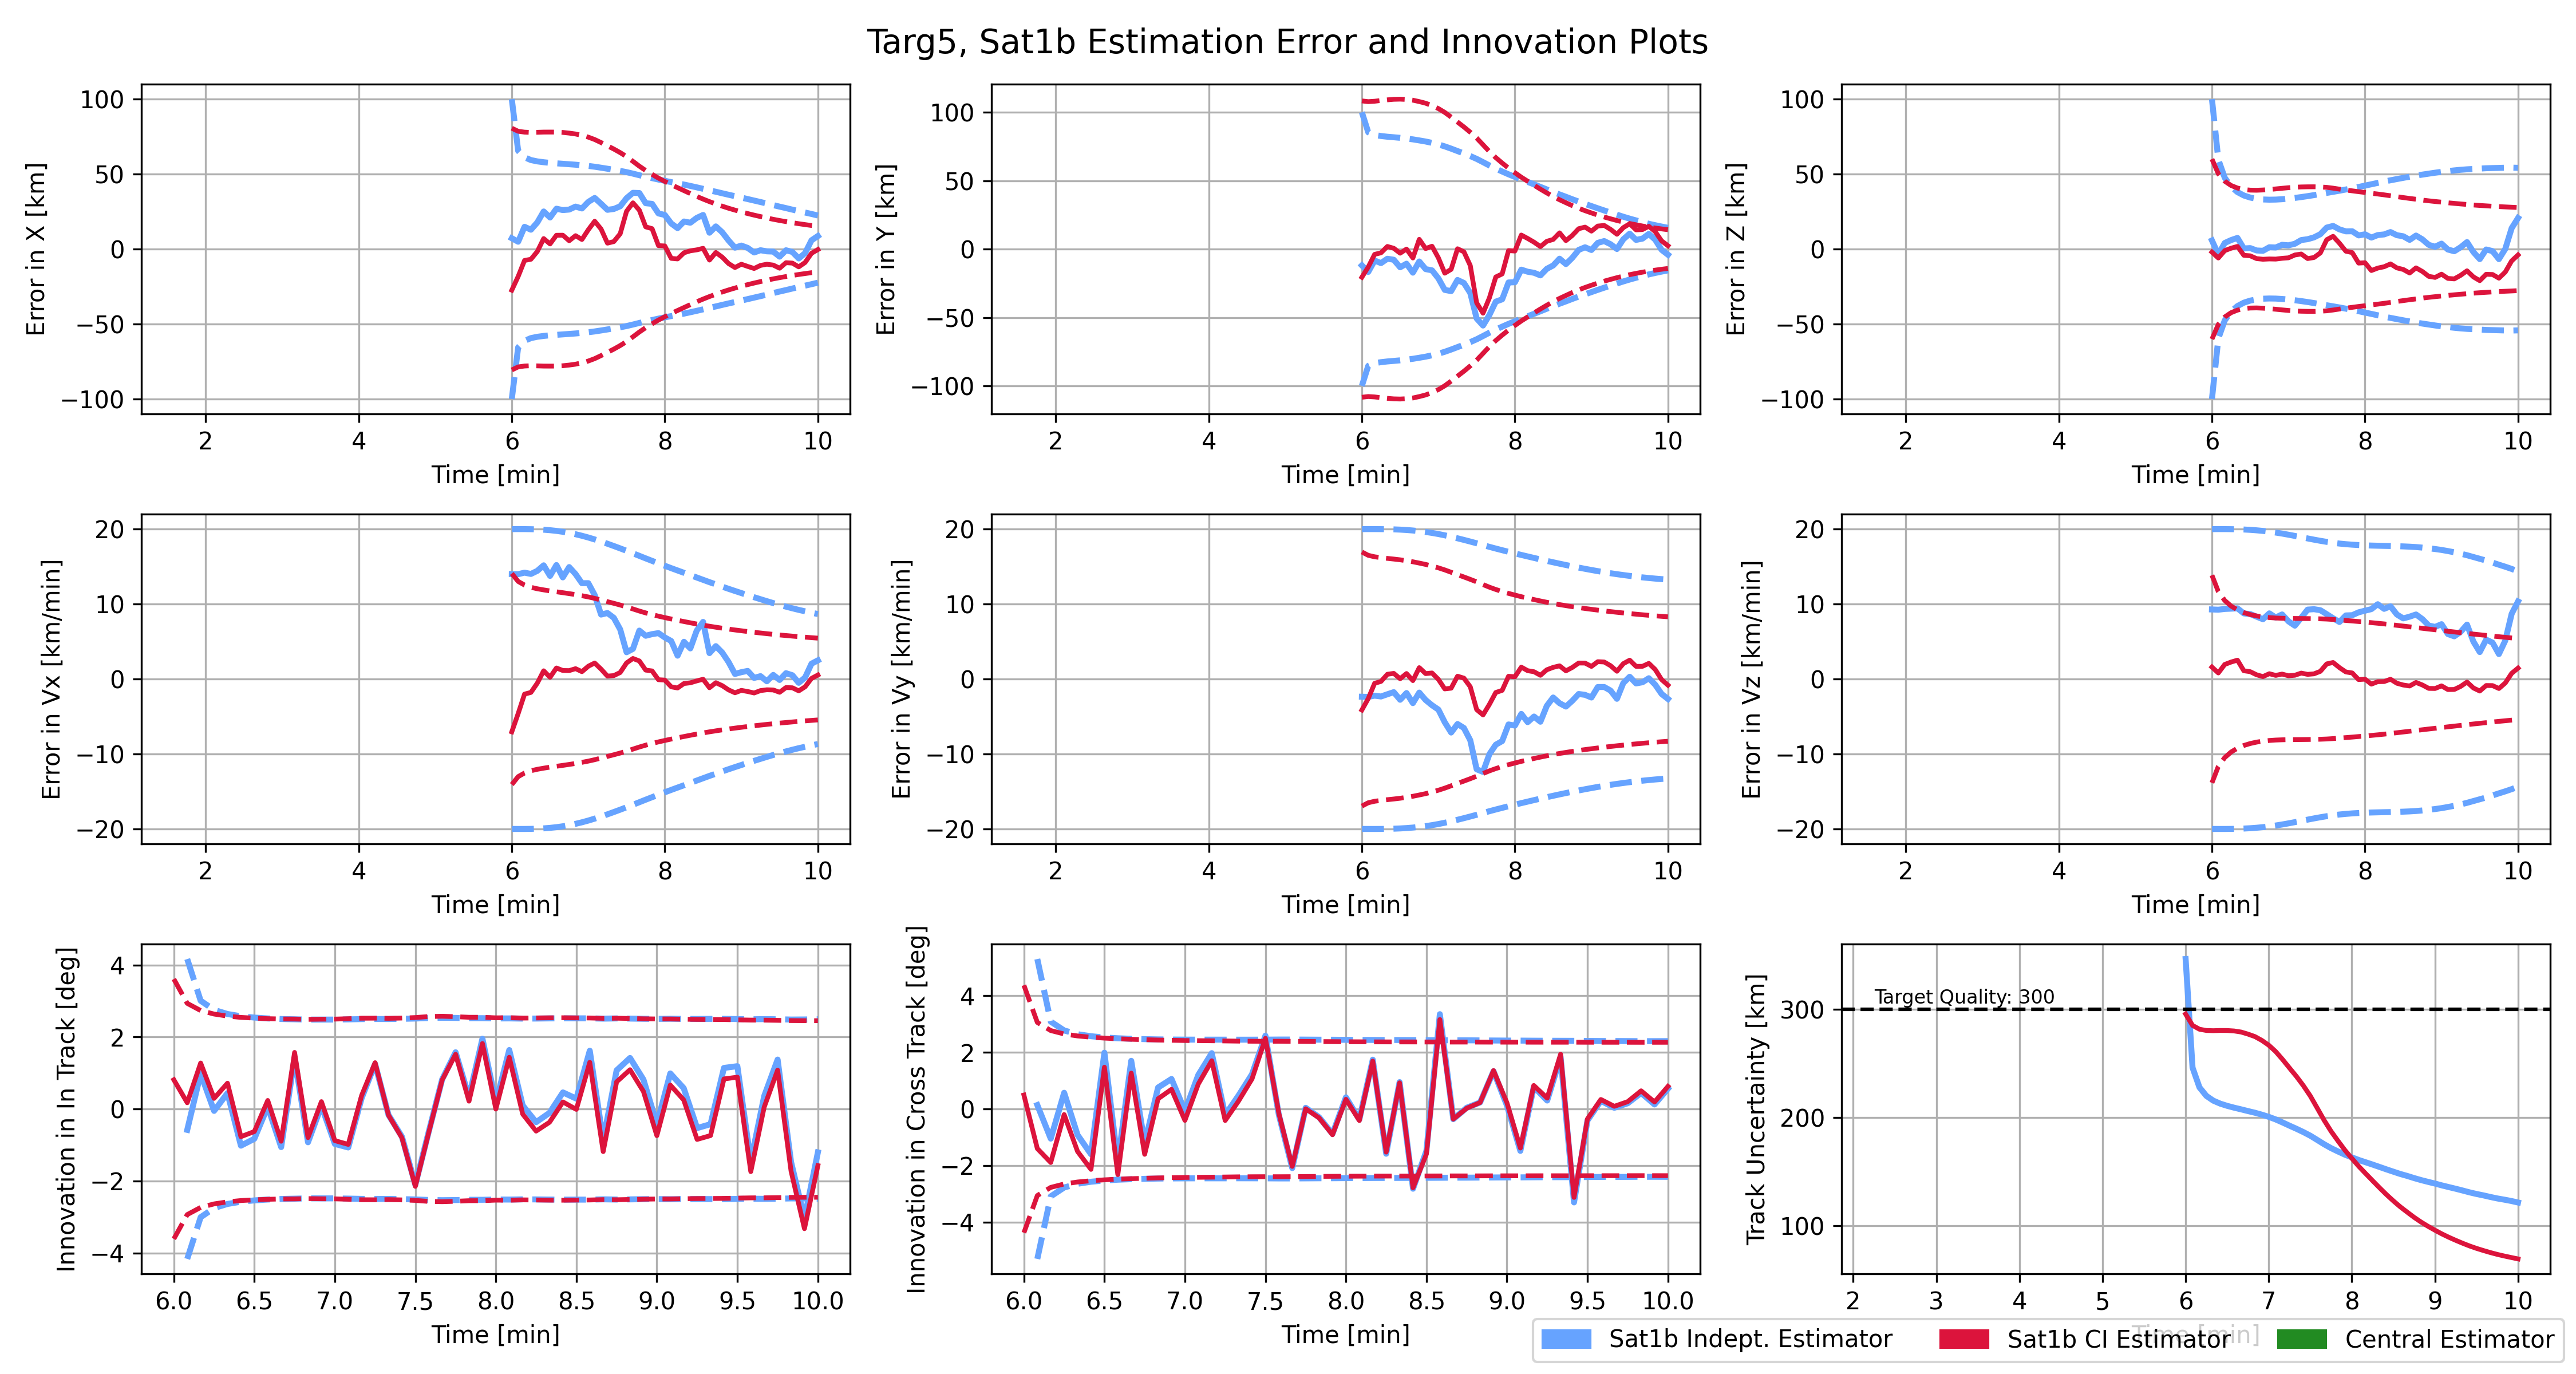 Targ5, Sat1b Estimation Error and Innovation Plots
Error in X [km]
100
50
0
−50
−100
2 4 6 8 10
Time [min]
Error in Y [km]
100
50
0
−50
−100
2 4 6 8 10
Time [min]
Error in Z [km]
100
50
0
−50
−100
2 4 6 8 10
Time [min]
Error in Vx [km/min]
20
10
0
−10
−20
2 4 6 8 10
Time [min]
Error in Vy [km/min]
20
10
0
−10
−20
2 4 6 8 10
Time [min]
Error in Vz [km/min]
20
10
0
−10
−20
2 4 6 8 10
Time [min]
Innovation in In Track [deg]
4
2
0
−2
−4
6.0 6.5 7.0 7.5 8.0 8.5 9.0 9.5 10.0
Time [min]
Innovation in Cross Track [deg]
4
2
0
−2
−4
6.0 6.5 7.0 7.5 8.0 8.5 9.0 9.5 10.0
Time [min]
Track Uncertainty [km]
300
200
100
Target Quality: 300
2 3 4 5 6 7 8 9 10
Time [min]
Sat1b Indept. Estimator Sat1b CI Estimator Central Estimator